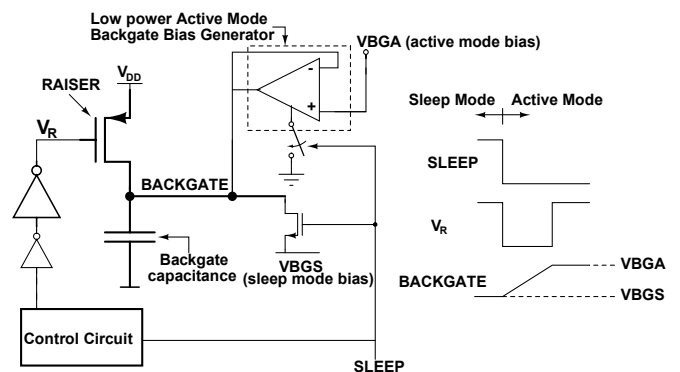 Low power Active Mode
Backgate Bias Generator
VBGA (active mode bias)
VDD
RAISER
VR
-
+
BACKGATE
Backgate
capacitance
VBGS
(sleep mode bias)
Control Circuit
SLEEP
Sleep Mode
Active Mode
SLEEP
VR
BACKGATE
VBGA
VBGS